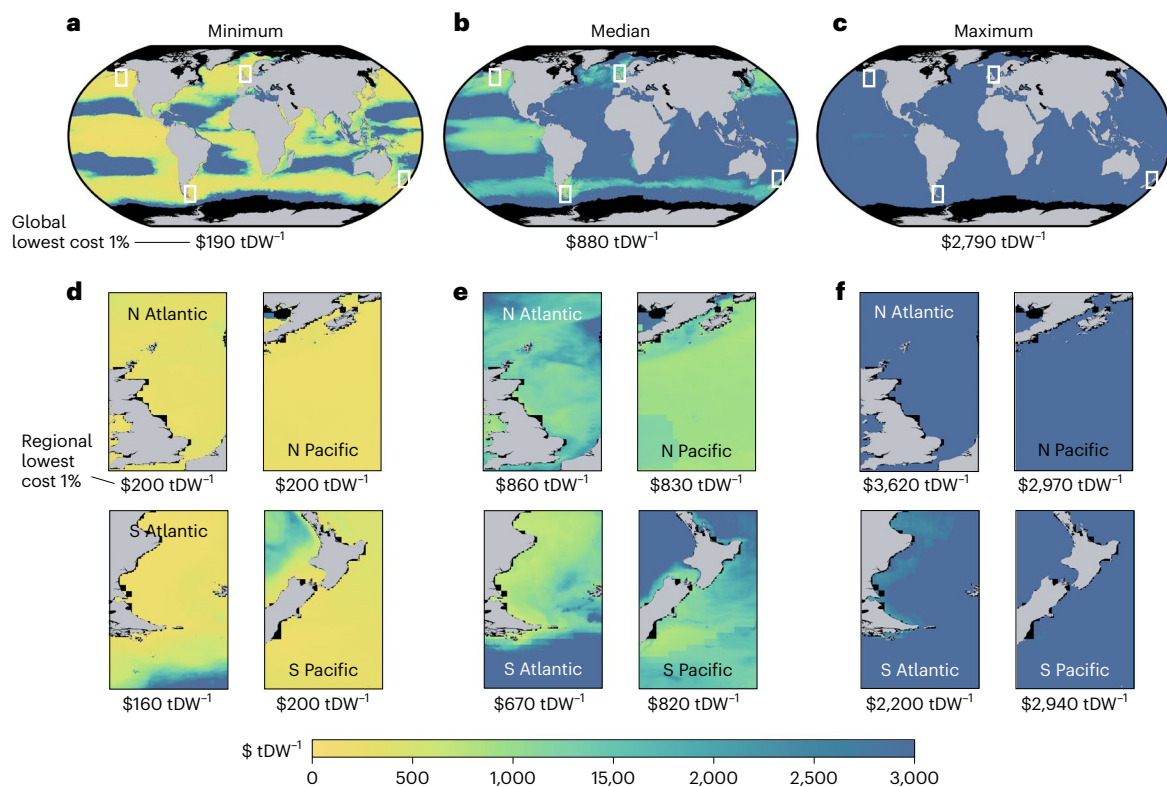 a
Minimum
b
Median
c
Maximum
Global
lowest cost 1%
$190 tDW⁻¹
$880 tDW⁻¹
$2,790 tDW⁻¹
d
N Atlantic
N Pacific
e
N Atlantic
N Pacific
f
N Atlantic
N Pacific
Regional
lowest
cost 1%
$200 tDW⁻¹
$200 tDW⁻¹
$860 tDW⁻¹
$830 tDW⁻¹
$3,620 tDW⁻¹
$2,970 tDW⁻¹
S Atlantic
S Pacific
S Atlantic
S Pacific
S Atlantic
S Pacific
$160 tDW⁻¹
$200 tDW⁻¹
$670 tDW⁻¹
$820 tDW⁻¹
$2,200 tDW⁻¹
$2,940 tDW⁻¹
$ tDW⁻¹
0 500 1,000 15,00 2,000 2,500 3,000